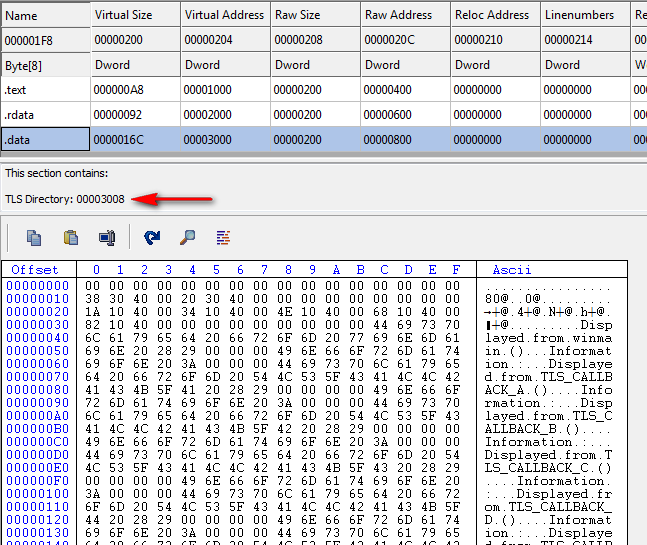 Name Virtual Size Virtual Address Raw Size Raw Address Reloc Address Linenumbers Re
000001F8 00000200 00000204 00000208 0000020C 00000210 00000214
Byte[8] Dword Dword Dword Dword Dword Dword W
.text 000000A8 00001000 00000200 00000400 00000000 00000000 000
.rdata 00000092 00002000 00000200 00000600 00000000 00000000 000
.data 0000016C 00003000 00000200 00000800 00000000 00000000 000
This section contains:
TLS Directory: 00003008
Offset 0 1 2 3 4 5 6 7 8 9 A B C D E F Ascii
00000000 00 00 00 00 00 00 00 00 00 00 00 00 00 00 00 00 ................
00000010 38 30 40 00 20 30 40 00 00 00 00 00 00 00 00 00 80@..0@.........
00000020 1A 10 40 00 34 10 40 00 4E 10 40 00 68 10 40 00 →+@.4+@.N+@.h+@.
00000030 82 10 40 00 00 00 00 00 00 00 00 00 44 69 73 70 ▮+@.........Disp
00000040 6C 61 79 65 64 20 66 72 6F 6D 20 77 69 6E 6D 61 layed.from.winma
00000050 69 6E 20 28 29 00 00 00 49 6E 66 6F 72 6D 61 74 in.()...Informat
00000060 69 6F 6E 20 3A 00 00 00 44 69 73 70 6C 61 79 65 ion.:...Displaye
00000070 64 20 66 72 6F 6D 20 54 4C 53 5F 43 41 4C 4C 42 d.from.TLS_CALLB
00000080 41 43 4B 5F 41 20 28 29 00 00 00 00 49 6E 66 6F ACK_A.()....Info
00000090 72 6D 61 74 69 6F 6E 20 3A 00 00 00 44 69 73 70 rmation.:...Disp
000000A0 6C 61 79 65 64 20 66 72 6F 6D 20 54 4C 53 5F 43 layed.from.TLS_C
000000B0 41 4C 4C 42 41 43 4B 5F 42 20 28 29 00 00 00 00 ALLBACK_B.()....
000000C0 49 6E 66 6F 72 6D 61 74 69 6F 6E 20 3A 00 00 00 Information.:...
000000D0 44 69 73 70 6C 61 79 65 64 20 66 72 6F 6D 20 54 Displayed.from.T
000000E0 4C 53 5F 43 41 4C 4C 42 41 43 4B 5F 43 20 28 29 LS_CALLBACK_C.()
000000F0 00 00 00 00 49 6E 66 6F 72 6D 61 74 69 6F 6E 20 ....Information.
00000100 3A 00 00 00 44 69 73 70 6C 61 79 65 64 20 66 72 :...Displayed.fr
00000110 6F 6D 20 54 4C 53 5F 43 41 4C 4C 42 41 43 4B 5F om.TLS_CALLBACK_
00000120 44 20 28 29 00 00 00 00 49 6E 66 6F 72 6D 61 74 D.()....Informat
00000130 69 6F 6E 20 3A 00 00 00 44 69 73 70 6C 61 79 65 ion.:...Displaye